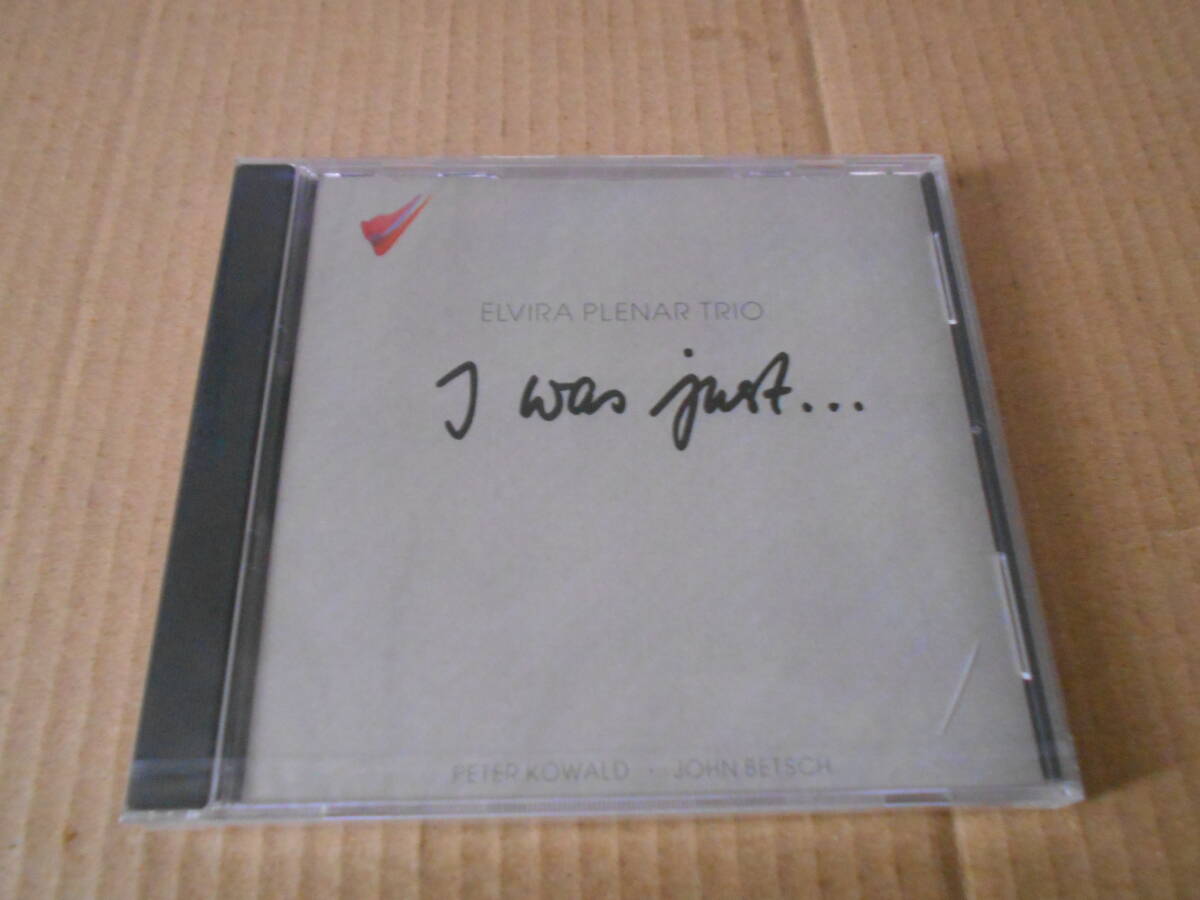 ELVIRA PLENAR TRIO
I was just...
PETER KOWALD · JOHN BETSCH